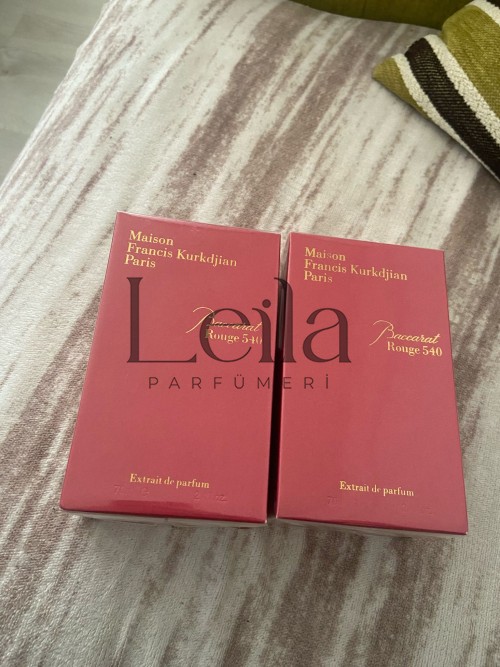 Maison
Francis Kurkdjian
Paris
Baccarat
Rouge 540
Extrait de parfum
Maison
Francis Kurkdjian
Paris
Baccarat
Rouge 540
Extrait de parfum
Leila
PARFÜMERİ